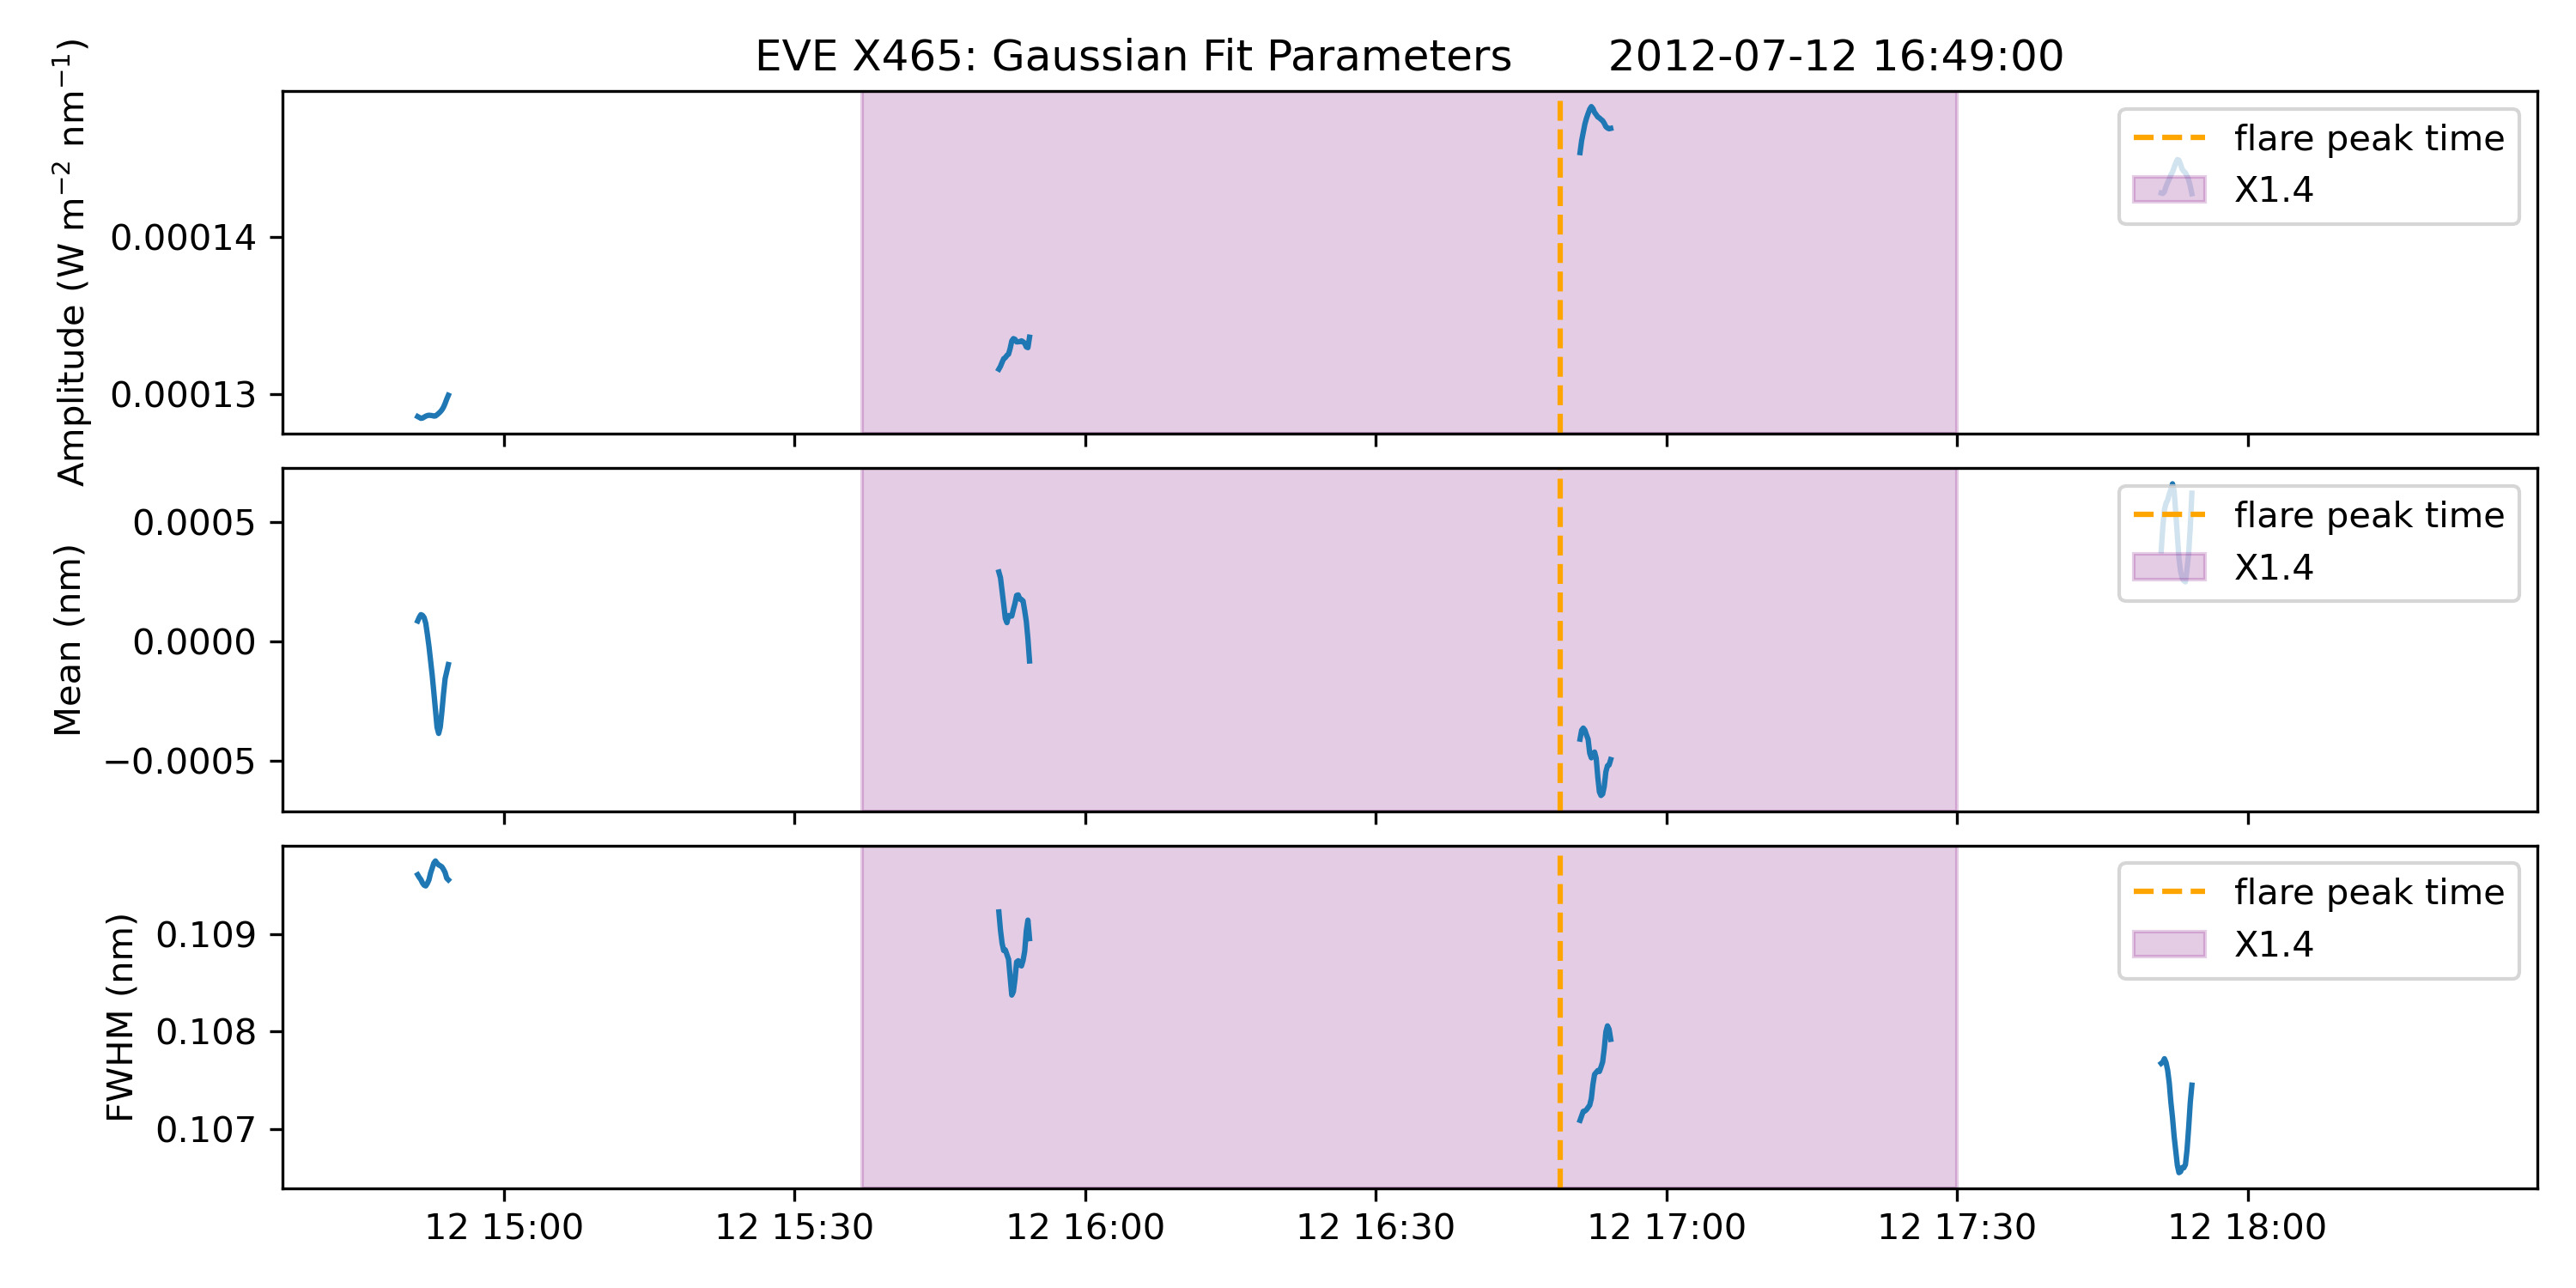 EVE X465: Gaussian Fit Parameters 2012-07-12 16:49:00
Amplitude (W m⁻² nm⁻¹)
0.00014
0.00013
flare peak time
X1.4
Mean (nm)
0.0005
0.0000
−0.0005
flare peak time
X1.4
FWHM (nm)
0.109
0.108
0.107
flare peak time
X1.4
12 15:00 12 15:30 12 16:00 12 16:30 12 17:00 12 17:30 12 18:00